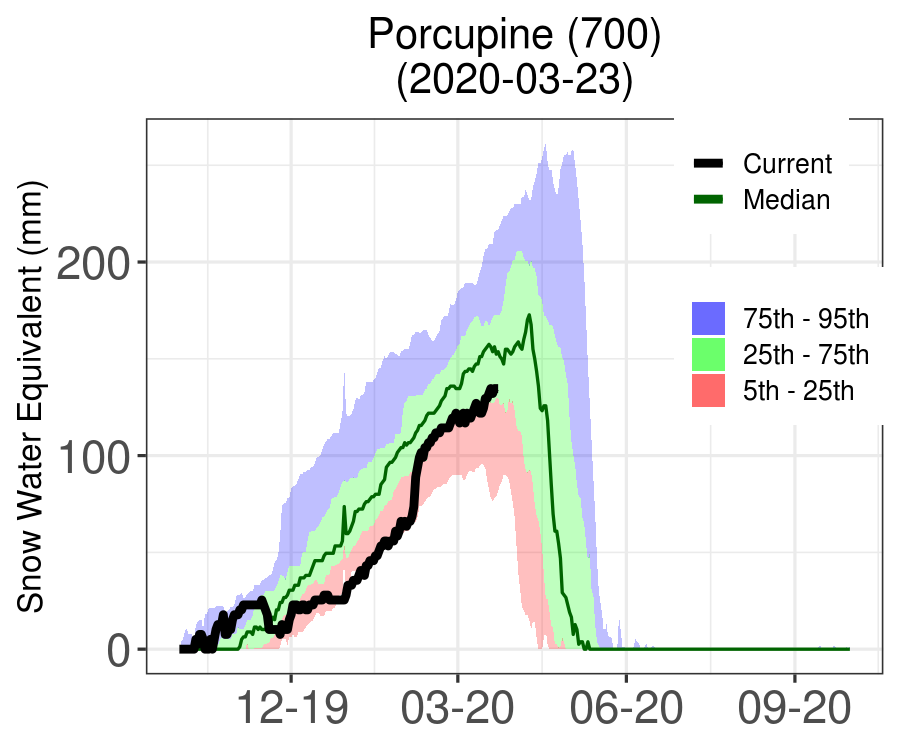 Porcupine (700)
(2020-03-23)
Snow Water Equivalent (mm)
200
100
0
12-19
03-20
06-20
09-20
Current
Median
75th - 95th
25th - 75th
5th - 25th